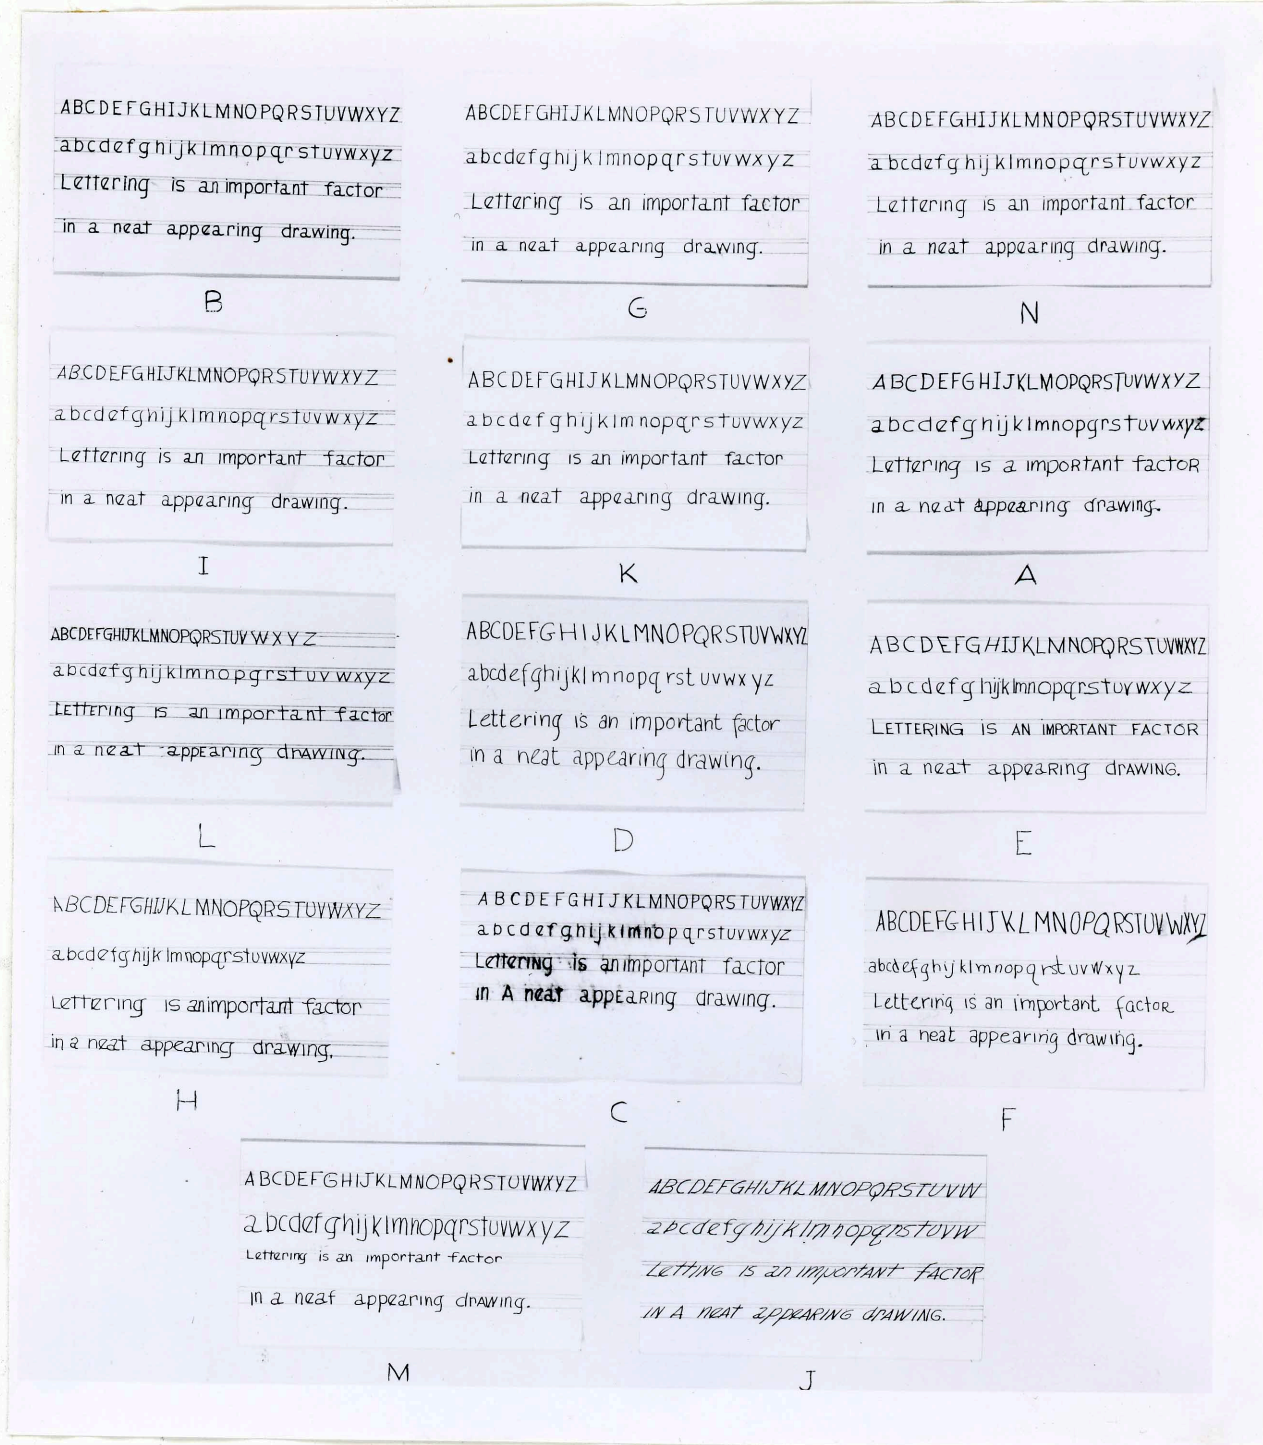 ABCDEFGHIJKLMNOPQRSTUVWXYZ
abcdefghijklmnopqrstuvwxyz
Lettering is an important factor
in a neat appearing drawing.
B
ABCDEFGHIJKLMNOPQRSTUVWXYZ
abcdefghijklmnopqrstuvwxyz
Lettering is an important factor
in a neat appearing drawing.
G
ABCDEFGHIJKLMNOPQRSTUVWXYZ
abcdefghijklmnopqrstuvwxyz
Lettering is an important factor
in a neat appearing drawing.
N
ABCDEFGHIJKLMNOPQRSTUVWXYZ
abcdefghijklmnopqrstuvwxyz
Lettering is an important factor
in a neat appearing drawing.
I
ABCDEFGHIJKLMNOPQRSTUVWXYZ
abcdefghijklmnopqrstuvwxyz
Lettering is an important factor
in a neat appearing drawing.
K
ABCDEFGHIJKLMOPQRSTUVWXYZ
abcdefghijklmnopqrstuvwxyz
Lettering is a impoRtAnt factoR
in a neat appearing drawing.
A
ABCDEFGHIJKLMNOPQRSTUVWXYZ
abcdefghijklmnopqrstuvwxyz
LEttERing is an important factor
in a neat appEaring drAWING.
L
ABCDEFGHIJKLMNOPQRSTUVWXYZ
abcdefghijklmnopqrstuvwxyz
Lettering is an important factor
in a neat appearing drawing.
D
ABCDEFGHIJKLMNOPQRSTUVWXYZ
abcdefghijklmnopqrstuvwxyz
LETTERING IS AN IMPORTANT FACTOR
in a neat appeaRing drAWING.
E
ABCDEFGHIJKLMNOPQRSTUVWXYZ
abcdefghijklmnopqrstuvwxyz
Lettering is an important factor
in a neat appearing drawing.
H
ABCDEFGHIJKLMNOPQRSTUVWXYZ
abcdefghijklmnopqrstuvwxyz
LetterING is an importAnt factor
in A neat appEaRing drawing.
C
ABCDEFGHIJKLMNOPQRSTUVWXYZ
abcdefghijklmnopqrstuvwxyz
Lettering is an important factoR
in a neat appearing drawing.
F
ABCDEFGHIJKLMNOPQRSTUVWXYZ
abcdefghijklmnopqrstuvwxyz
Lettering is an important fActor
in a neat appearing drAwing.
M
ABCDEFGHIJKLMNOPQRSTUVW
abcdefghijklmnopqrstuvw
LettING IS an importANT fACTOR
IN A neAt appeARING drAWING.
J